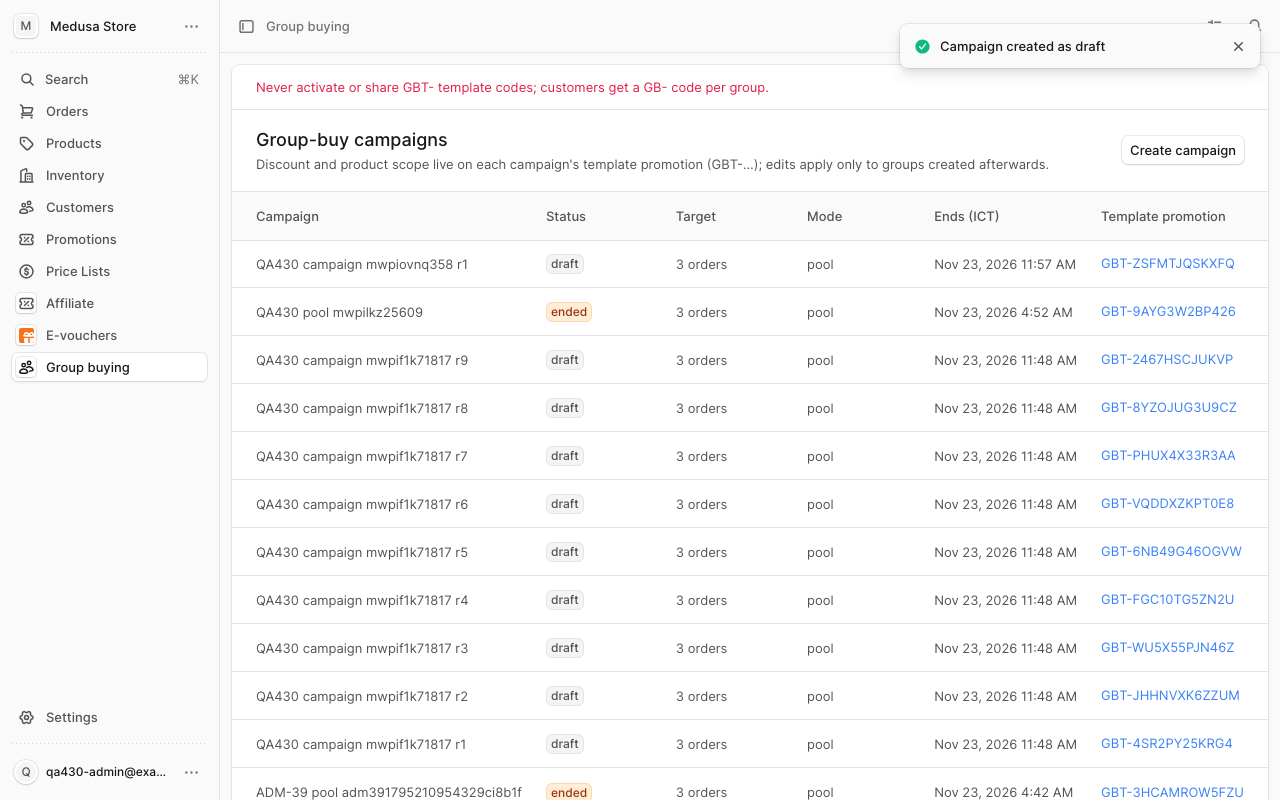 M Medusa Store
Group buying
Campaign created as draft
Search ⌘K
Orders
Products
Inventory
Customers
Promotions
Price Lists
Affiliate
E-vouchers
Group buying
Settings
Q qa430-admin@exa...
Never activate or share GBT- template codes; customers get a GB- code per group.
Group-buy campaigns
Discount and product scope live on each campaign's template promotion (GBT-...); edits apply only to groups created afterwards.
Create campaign
Campaign Status Target Mode Ends (ICT) Template promotion
QA430 campaign mwpiovnq358 r1 draft 3 orders pool Nov 23, 2026 11:57 AM GBT-ZSFMTJQSKXFQ
QA430 pool mwpilkz25609 ended 3 orders pool Nov 23, 2026 4:52 AM GBT-9AYG3W2BP426
QA430 campaign mwpif1k71817 r9 draft 3 orders pool Nov 23, 2026 11:48 AM GBT-2467HSCJUKVP
QA430 campaign mwpif1k71817 r8 draft 3 orders pool Nov 23, 2026 11:48 AM GBT-8YZOJUG3U9CZ
QA430 campaign mwpif1k71817 r7 draft 3 orders pool Nov 23, 2026 11:48 AM GBT-PHUX4X33R3AA
QA430 campaign mwpif1k71817 r6 draft 3 orders pool Nov 23, 2026 11:48 AM GBT-VQDDXZKPT0E8
QA430 campaign mwpif1k71817 r5 draft 3 orders pool Nov 23, 2026 11:48 AM GBT-6NB49G46OGVW
QA430 campaign mwpif1k71817 r4 draft 3 orders pool Nov 23, 2026 11:48 AM GBT-FGC10TG5ZN2U
QA430 campaign mwpif1k71817 r3 draft 3 orders pool Nov 23, 2026 11:48 AM GBT-WU5X55PJN46Z
QA430 campaign mwpif1k71817 r2 draft 3 orders pool Nov 23, 2026 11:48 AM GBT-JHHNVXK6ZZUM
QA430 campaign mwpif1k71817 r1 draft 3 orders pool Nov 23, 2026 11:48 AM GBT-4SR2PY25KRG4
ADM-39 pool adm391795210954329ci8b1f ended 3 orders pool Nov 23, 2026 4:42 AM GBT-3HCAMROW5FZU